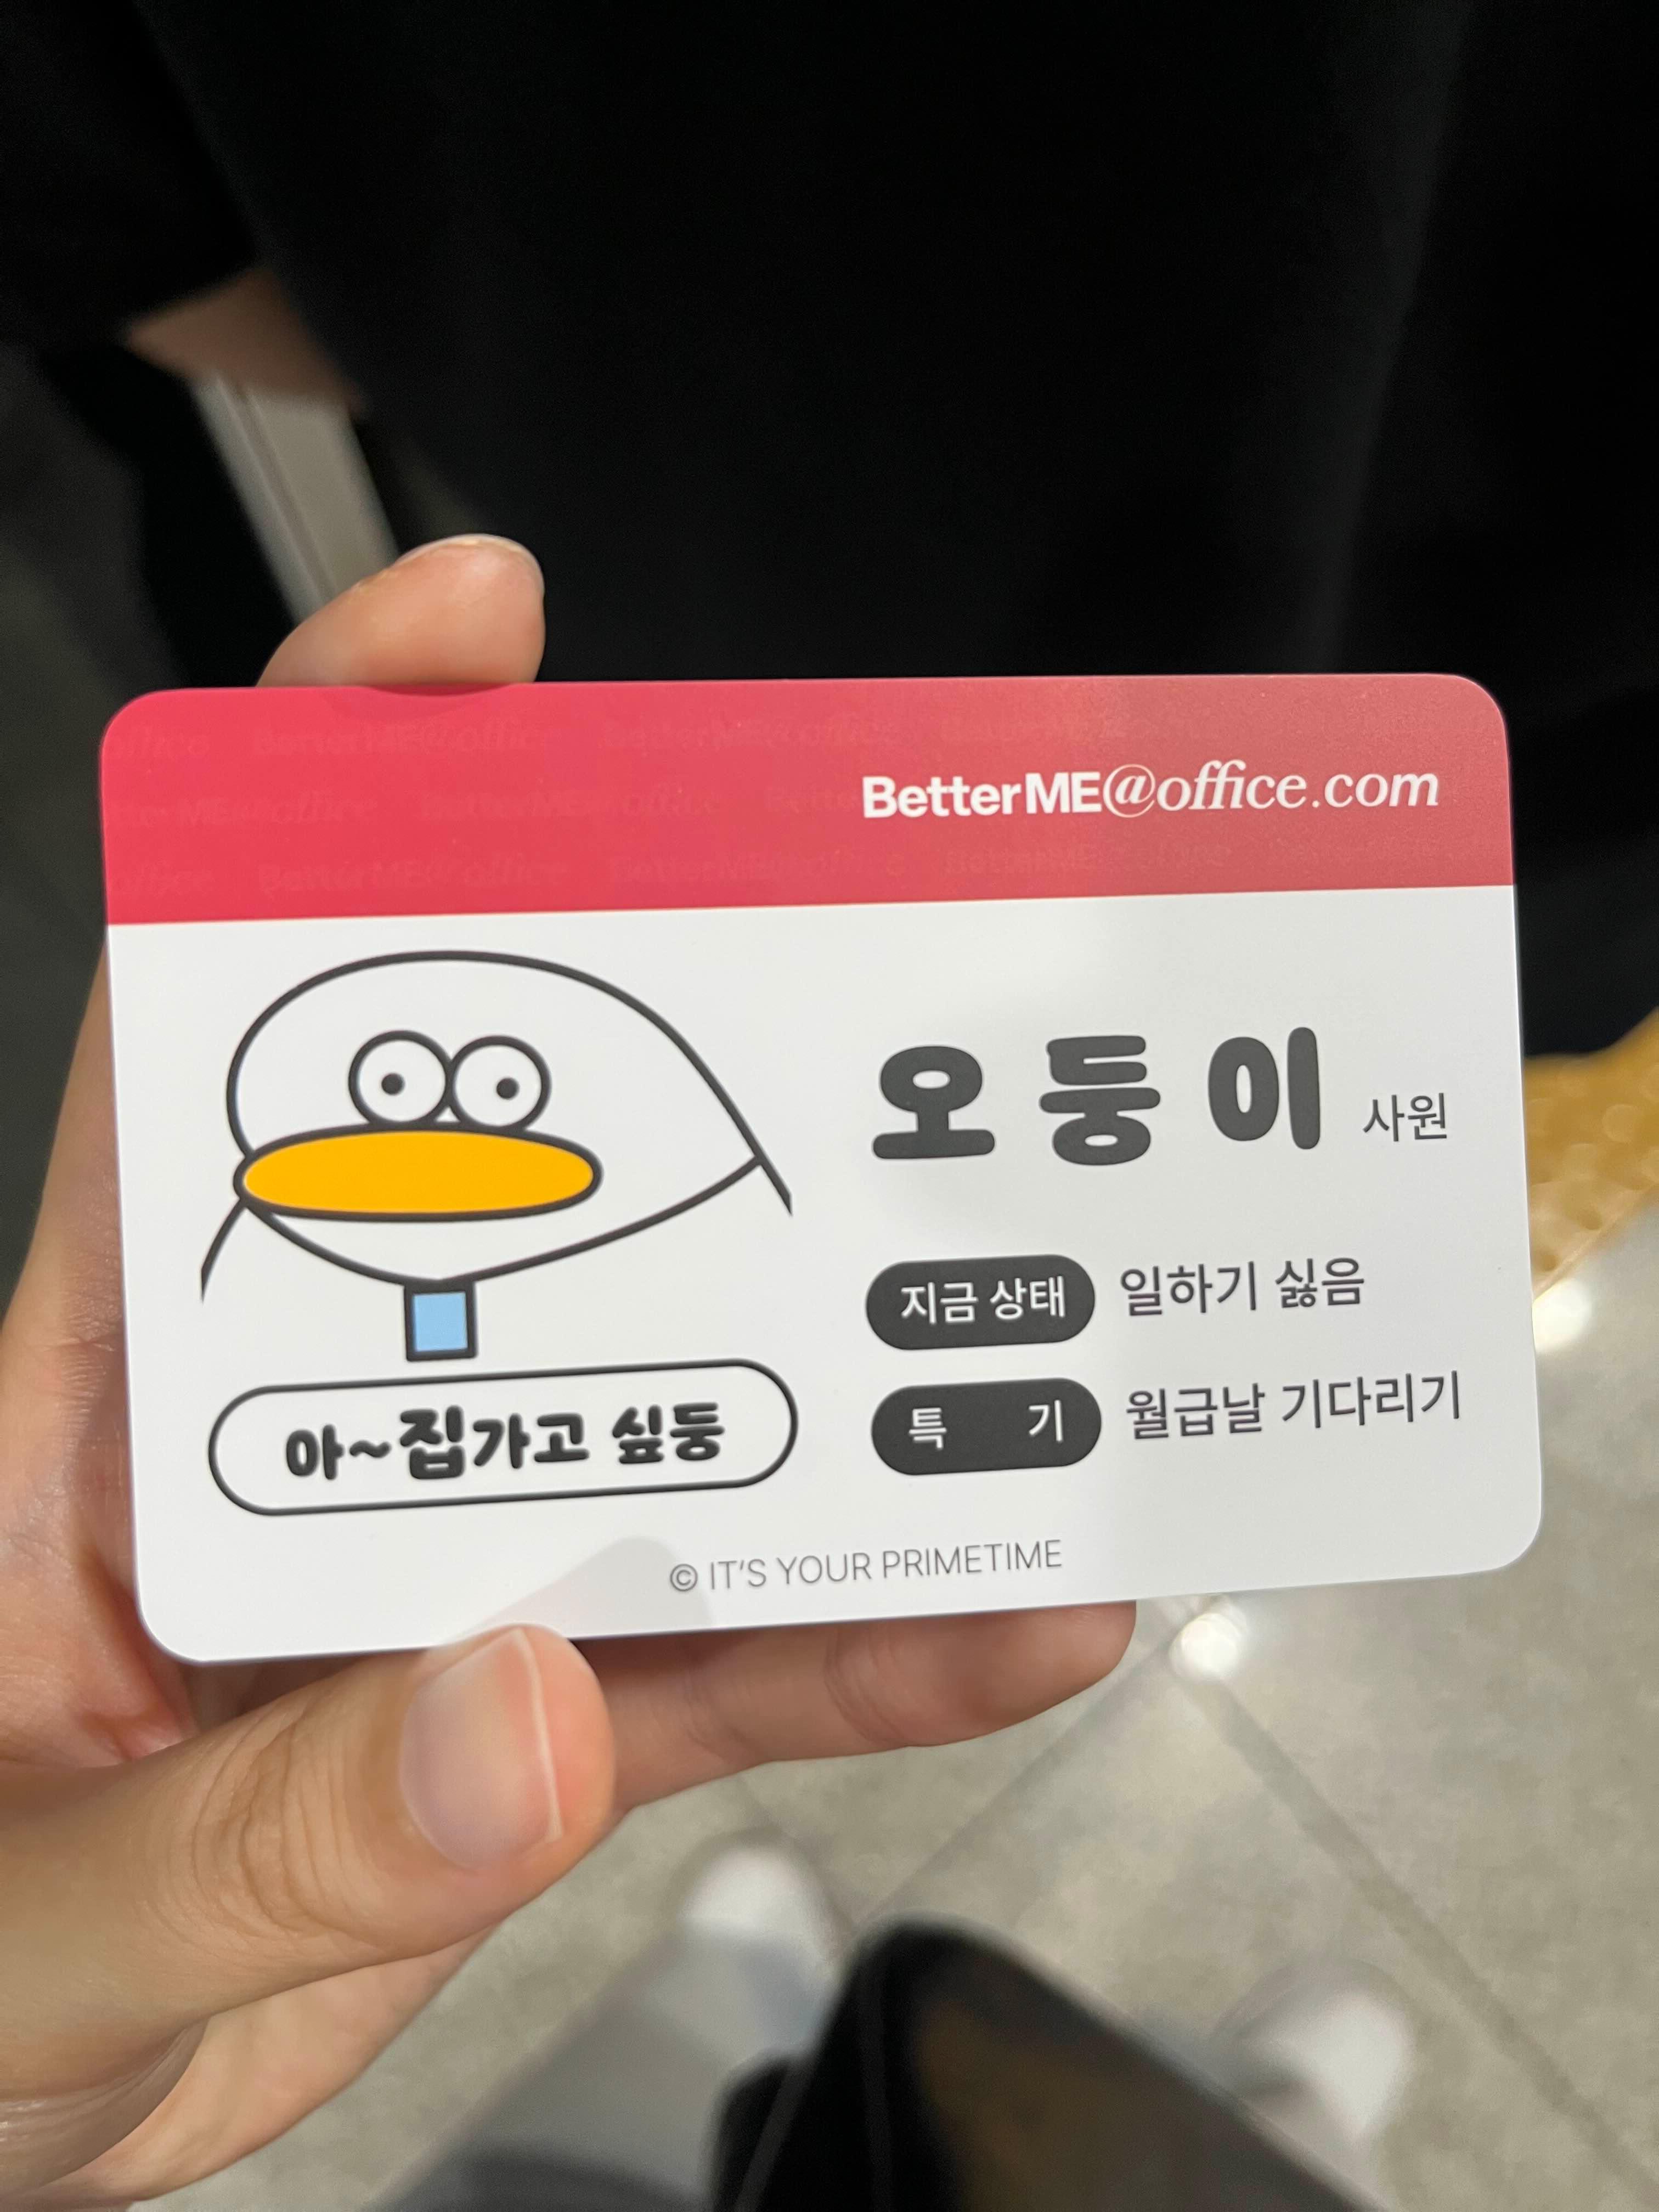 BetterME@office.com
오둥이 사원
지금 상태 일하기 싫음
특 기 월급날 기다리기
아~집가고 싶둥
© IT'S YOUR PRIMETIME